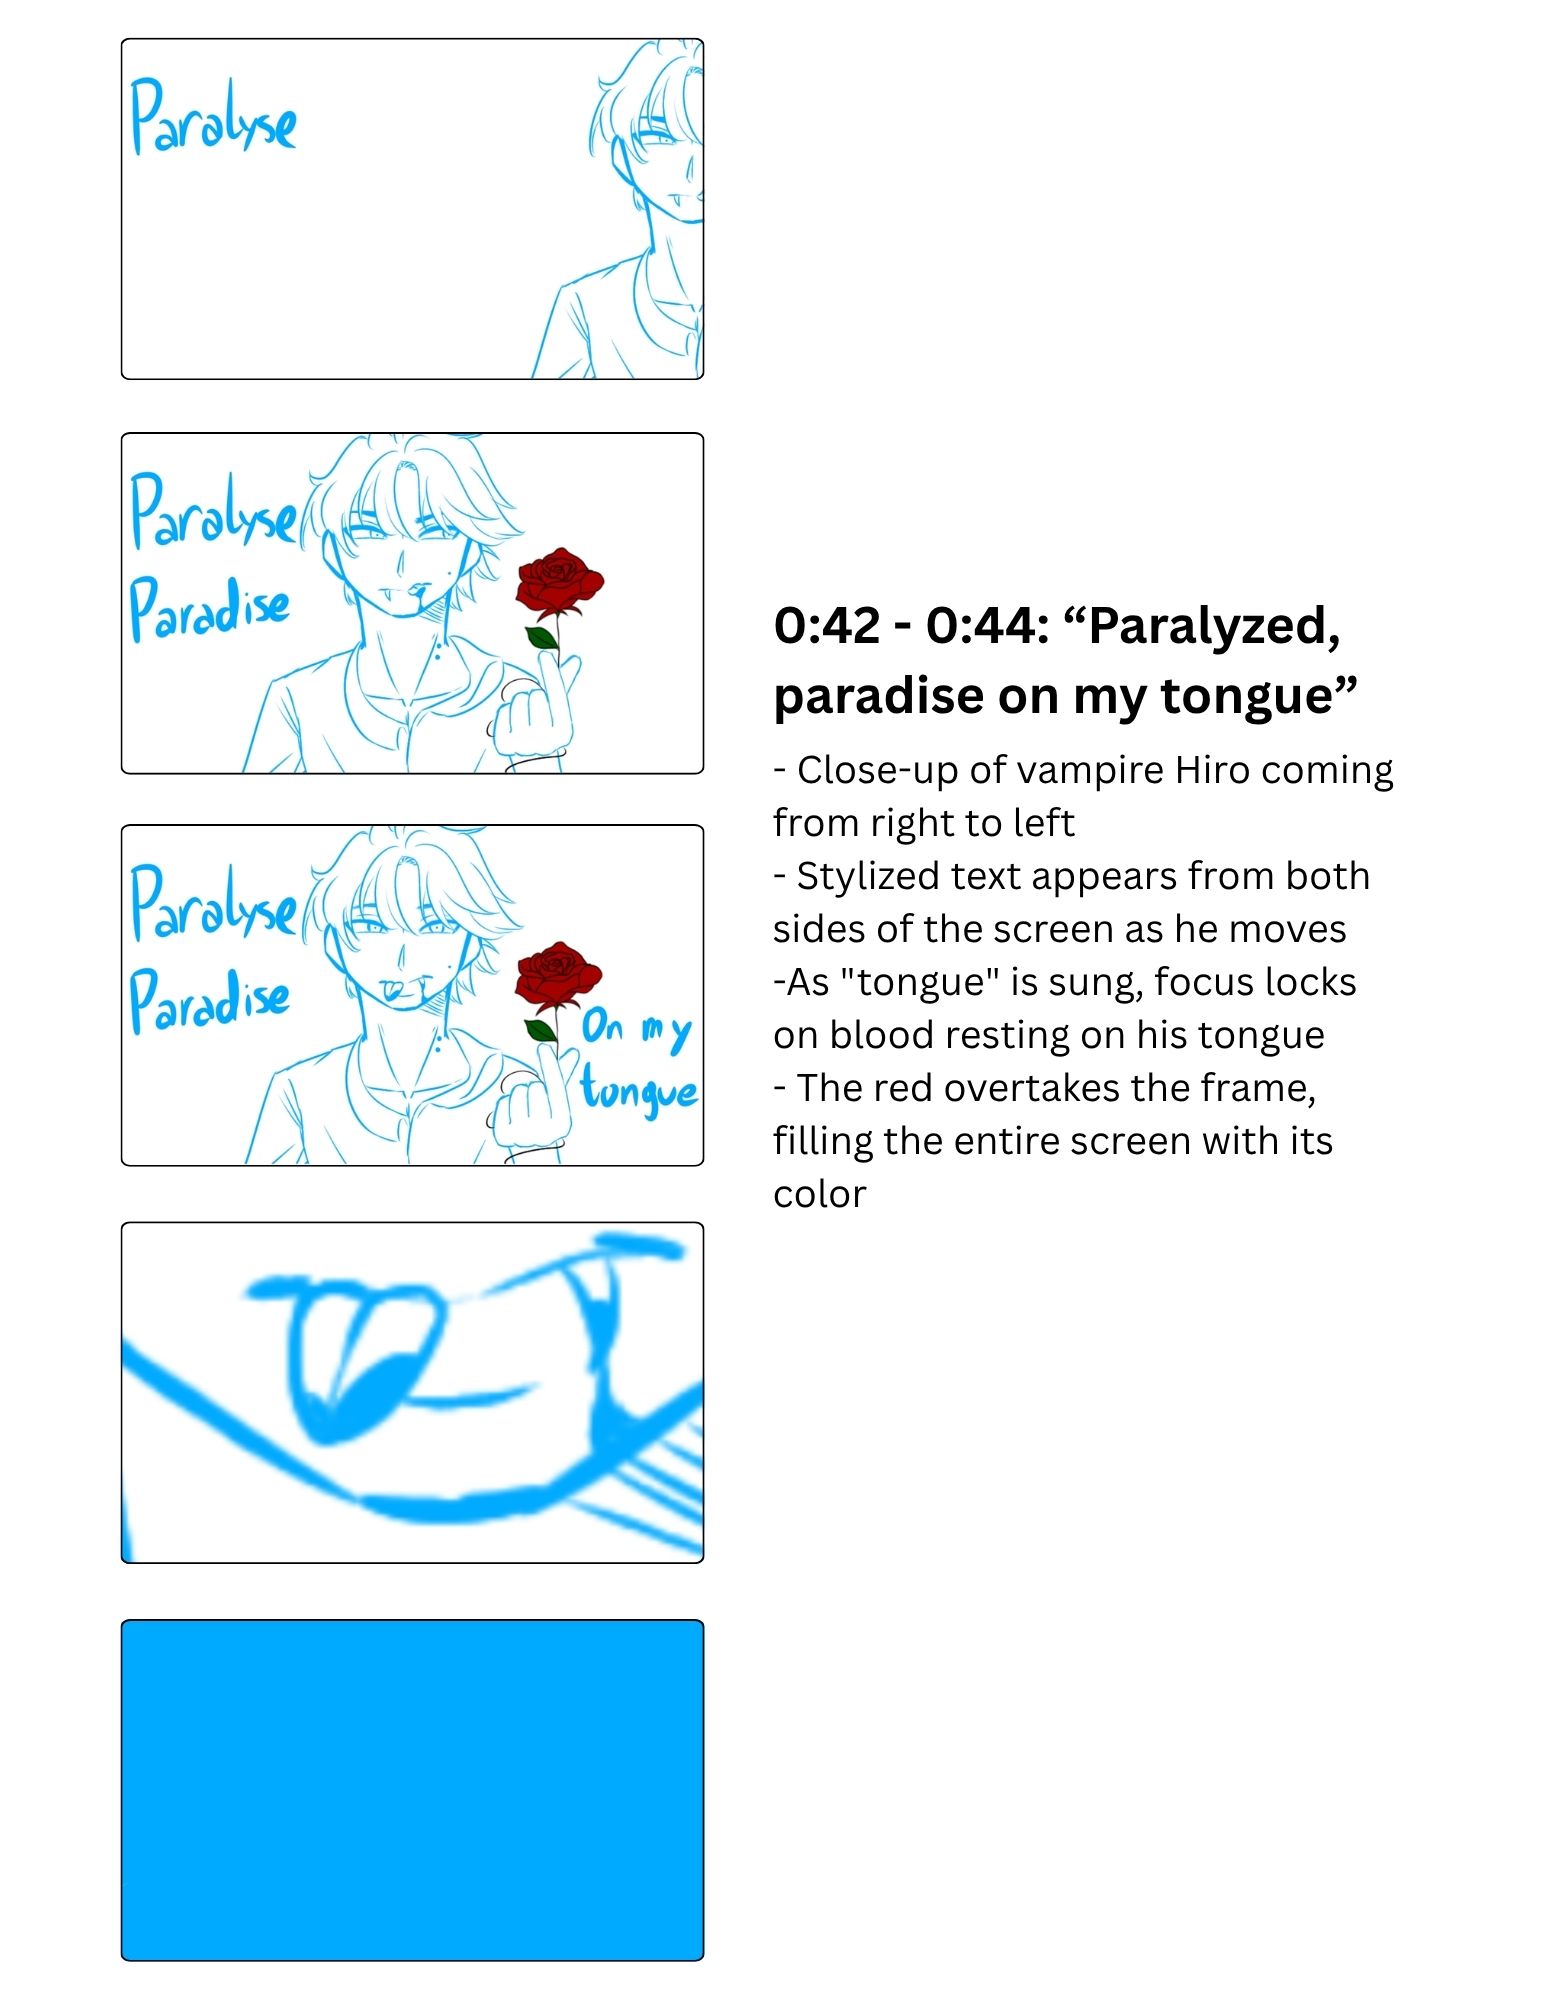 Paralyse
Paralyse
Paradise
Paralyse
Paradise
On my
tongue
0:42 - 0:44: “Paralyzed,
paradise on my tongue”
- Close-up of vampire Hiro coming
from right to left
- Stylized text appears from both
sides of the screen as he moves
-As "tongue" is sung, focus locks
on blood resting on his tongue
- The red overtakes the frame,
filling the entire screen with its
color